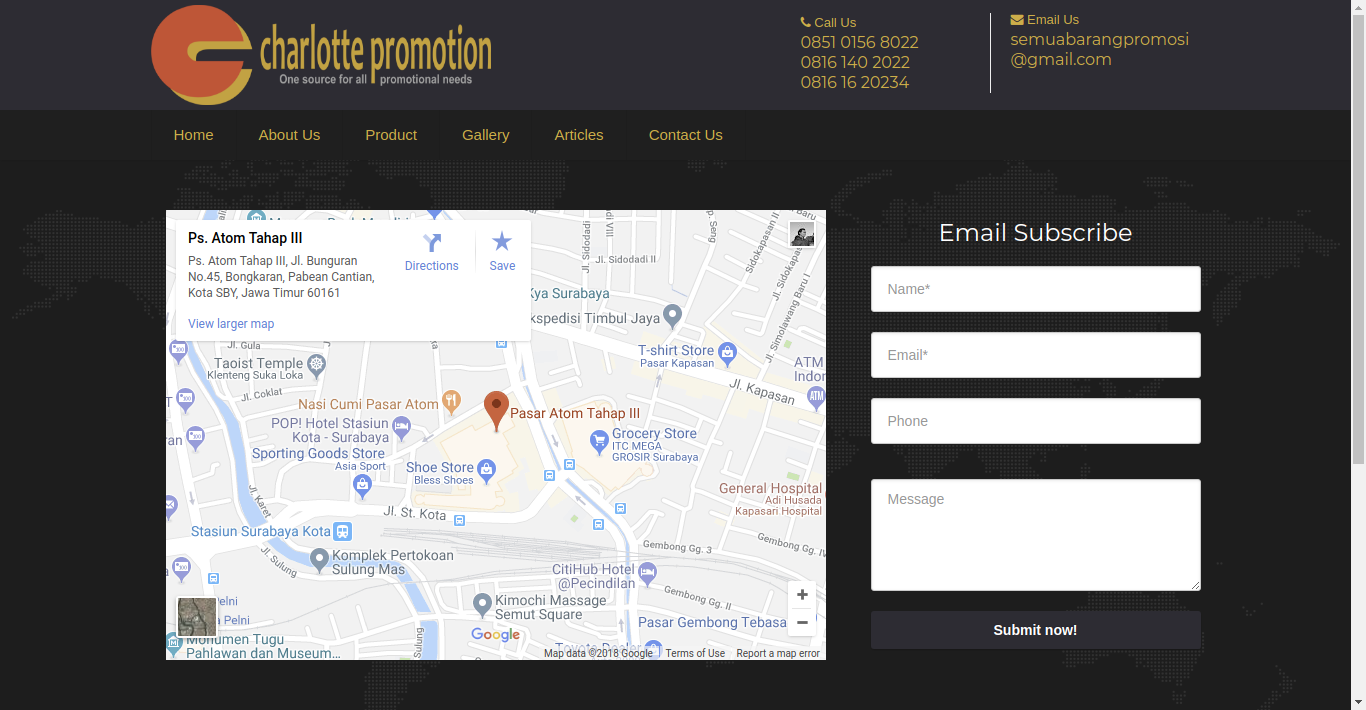 charlotte promotion
One source for all promotional needs
Call Us
0851 0156 8022
0816 140 2022
0816 16 20234
Email Us
semuabarangpromosi
@gmail.com
Home
About Us
Product
Gallery
Articles
Contact Us
Ps. Atom Tahap III
Ps. Atom Tahap III, Jl. Bunguran
No.45, Bongkaran, Pabean Cantian,
Kota SBY, Jawa Timur 60161
View larger map
Directions
Save
Jl. Sidodadi II
Sidokapasan II
Jl. Simolawang Baru I
Kya Surabaya
kspedisi Timbul Jaya
T-shirt Store
Pasar Kapasan
ATM
Indor
ATM
Jl. Kapasan
Jl. Gula
Taoist Temple
Klenteng Suka Loka
Jl. Coklat
Nasi Cumi Pasar Atom
Pasar Atom Tahap III
POP! Hotel Stasiun
Kota - Surabaya
Sporting Goods Store
Asia Sport
Grocery Store
ITC MEGA
GROSIR Surabaya
Shoe Store
Bless Shoes
General Hospital
Adi Husada
Kapasari Hospital
Jl. Karet
Jl. St. Kota
Stasiun Surabaya Kota
Jl. Sulung
Komplek Pertokoan
Sulung Mas
Gembong Gg. 3
Gembong Gg. IV
CitiHub Hotel
@Pecindilan
Gembong Gg. II
Kimochi Massage
Semut Square
Pasar Gembong Tebasa
Pelni
a Pelni
Monumen Tugu
Pahlawan dan Museum...
Sulung
Google
Toyota Dealer
Map data ©2018 Google
Terms of Use
Report a map error
Email Subscribe
Name*
Email*
Phone
Message
Submit now!